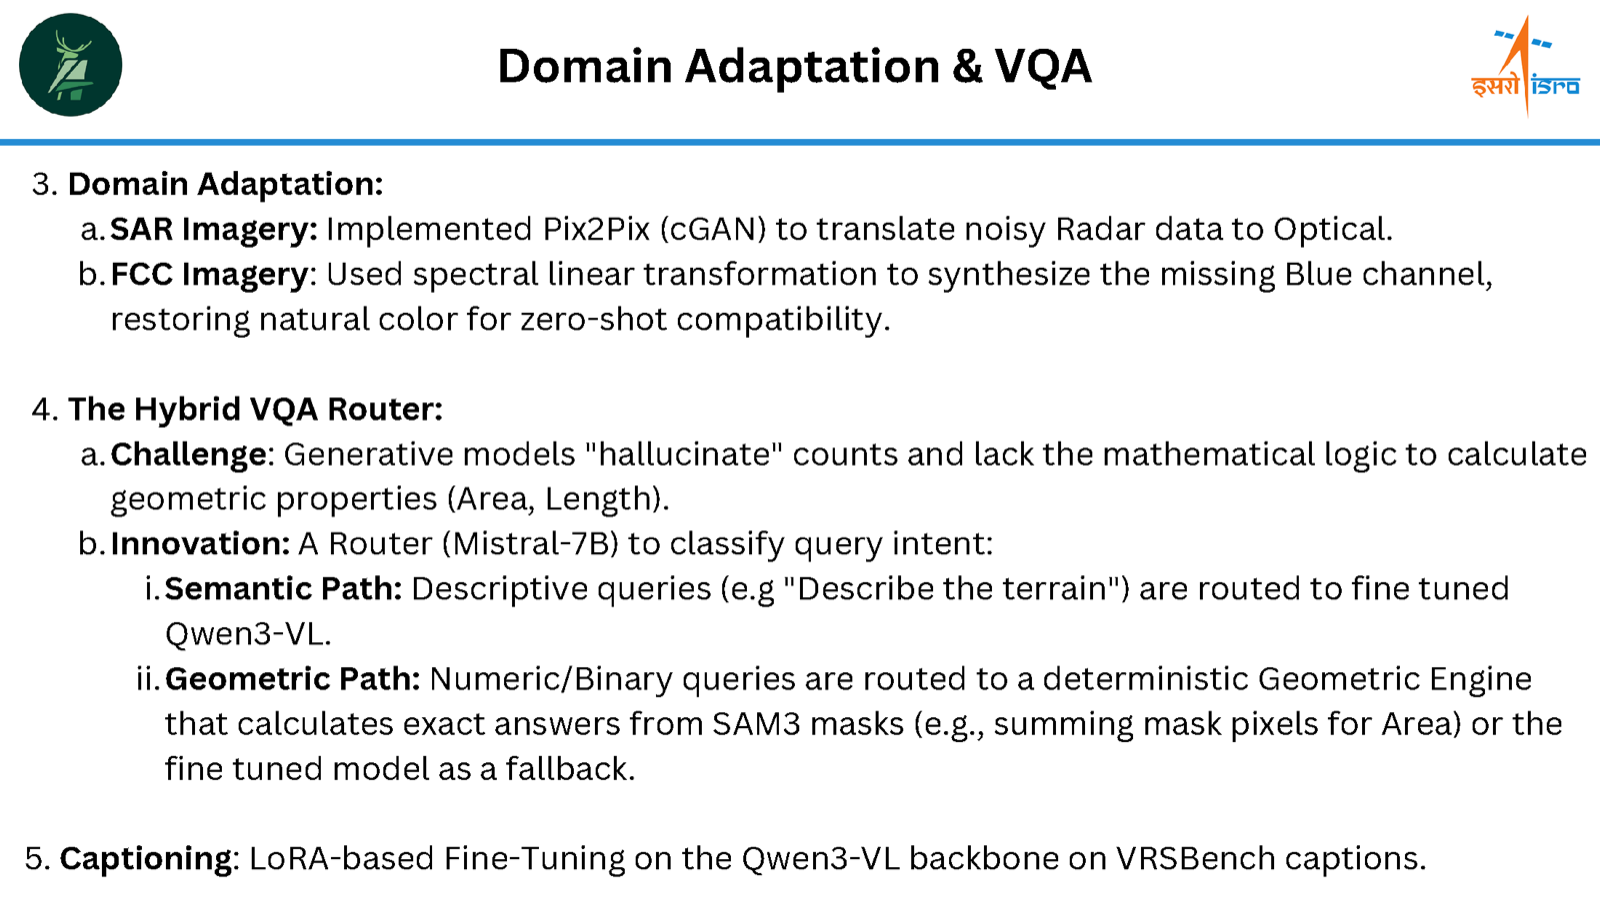 Domain Adaptation & VQA
इसरो isro
3. Domain Adaptation:
a. SAR Imagery: Implemented Pix2Pix (cGAN) to translate noisy Radar data to Optical.
b. FCC Imagery: Used spectral linear transformation to synthesize the missing Blue channel,
restoring natural color for zero-shot compatibility.
4. The Hybrid VQA Router:
a. Challenge: Generative models "hallucinate" counts and lack the mathematical logic to calculate
geometric properties (Area, Length).
b. Innovation: A Router (Mistral-7B) to classify query intent:
i. Semantic Path: Descriptive queries (e.g "Describe the terrain") are routed to fine tuned
Qwen3-VL.
ii. Geometric Path: Numeric/Binary queries are routed to a deterministic Geometric Engine
that calculates exact answers from SAM3 masks (e.g., summing mask pixels for Area) or the
fine tuned model as a fallback.
5. Captioning: LoRA-based Fine-Tuning on the Qwen3-VL backbone on VRSBench captions.